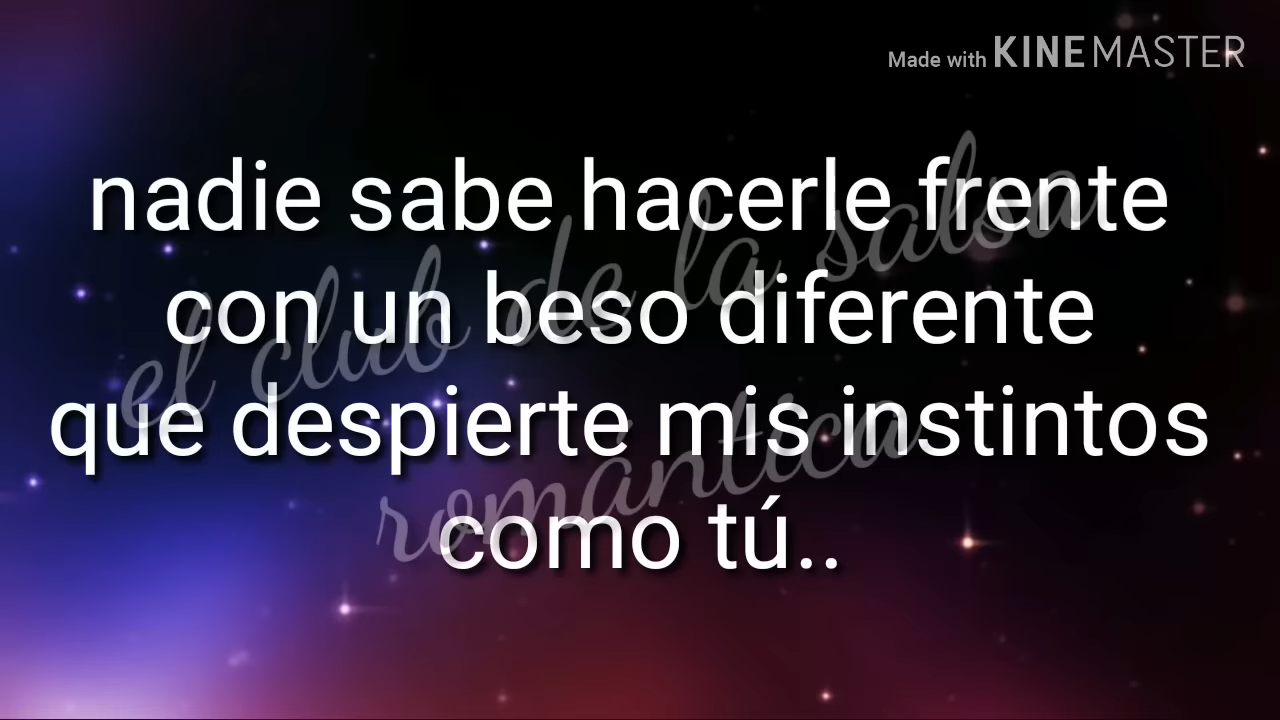 Made with KINEMASTER
nadie sabe hacerle frente
con un beso diferente
que despierte mis instintos
como tú..
el club de la salsa
romántica